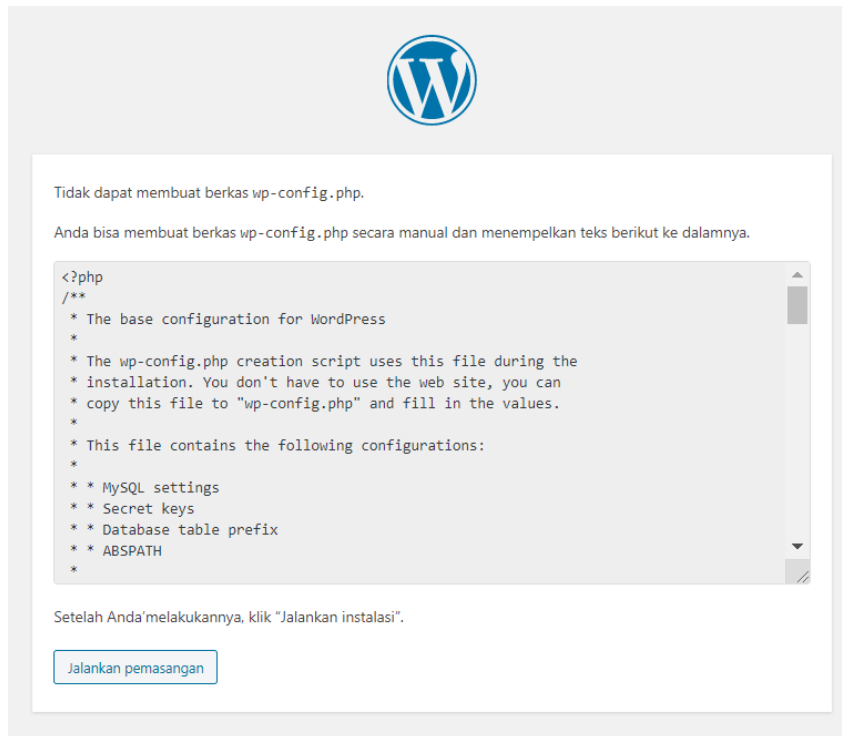 Tidak dapat membuat berkas wp-config.php.
Anda bisa membuat berkas wp-config.php secara manual dan menempelkan teks berikut ke dalamnya.
<?php
/**
 * The base configuration for WordPress
 *
 * The wp-config.php creation script uses this file during the
 * installation. You don't have to use the web site, you can
 * copy this file to "wp-config.php" and fill in the values.
 *
 * This file contains the following configurations:
 *
 * * MySQL settings
 * * Secret keys
 * * Database table prefix
 * * ABSPATH
 *
Setelah Anda'melakukannya, klik “Jalankan instalasi”.
Jalankan pemasangan